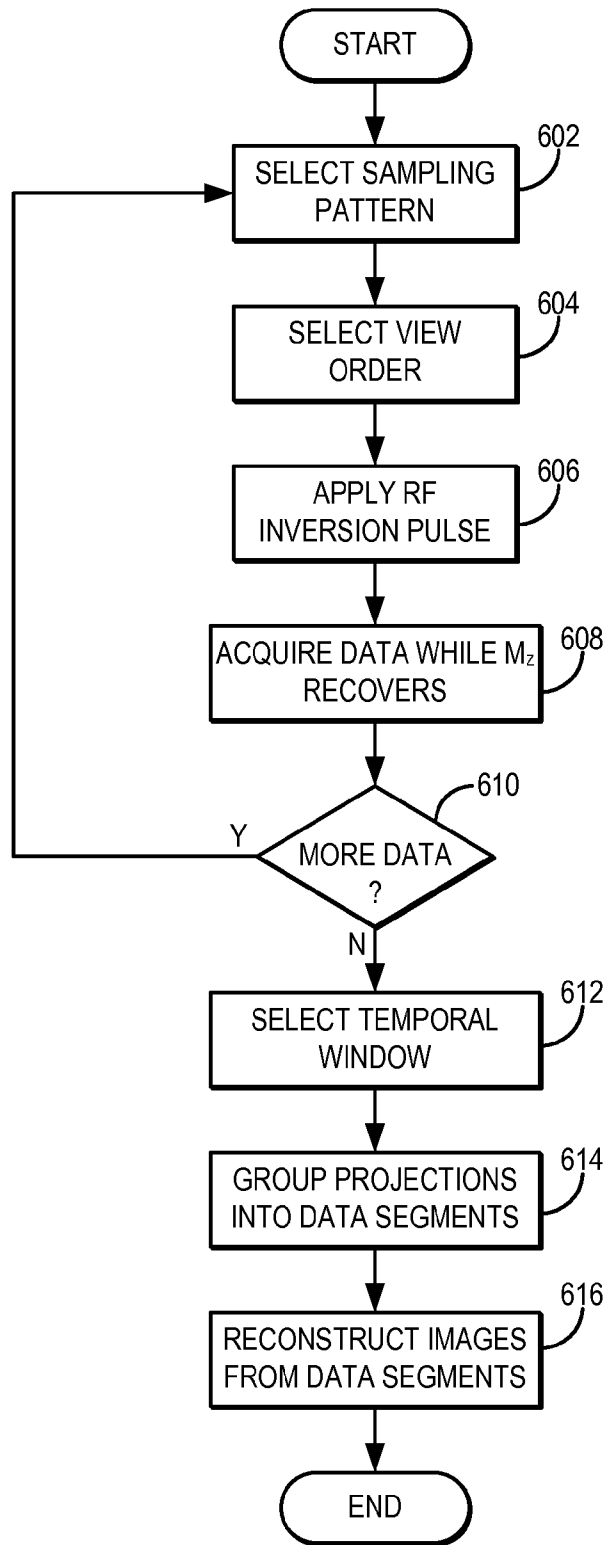 START
602
SELECT SAMPLING
PATTERN
604
SELECT VIEW
ORDER
606
APPLY RF
INVERSION PULSE
608
ACQUIRE DATA WHILE Mz
RECOVERS
610
Y
MORE DATA
?
N
612
SELECT TEMPORAL
WINDOW
614
GROUP PROJECTIONS
INTO DATA SEGMENTS
616
RECONSTRUCT IMAGES
FROM DATA SEGMENTS
END